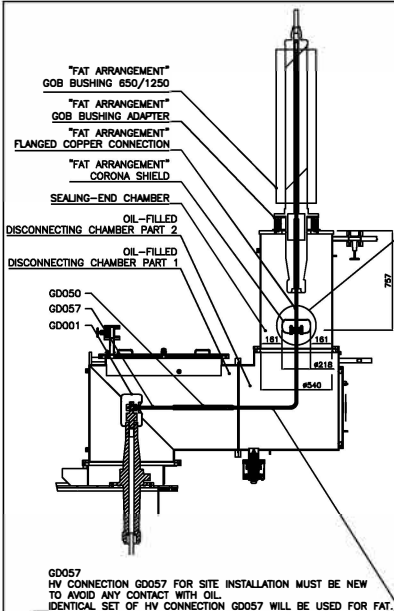 "FAT ARRANGEMENT"
GOB BUSHING 650/1250
"FAT ARRANGEMENT"
GOB BUSHING ADAPTER
"FAT ARRANGEMENT"
FLANGED COPPER CONNECTION
"FAT ARRANGEMENT"
CORONA SHIELD
SEALING-END CHAMBER
OIL-FILLED
DISCONNECTING CHAMBER PART 2
OIL-FILLED
DISCONNECTING CHAMBER PART 1
GD050
GD057
GD001
757
161
161
ø218
ø540
GD057
HV CONNECTION GD057 FOR SITE INSTALLATION MUST BE NEW
TO AVOID ANY CONTACT WITH OIL.
IDENTICAL SET OF HV CONNECTION GD057 WILL BE USED FOR FAT.